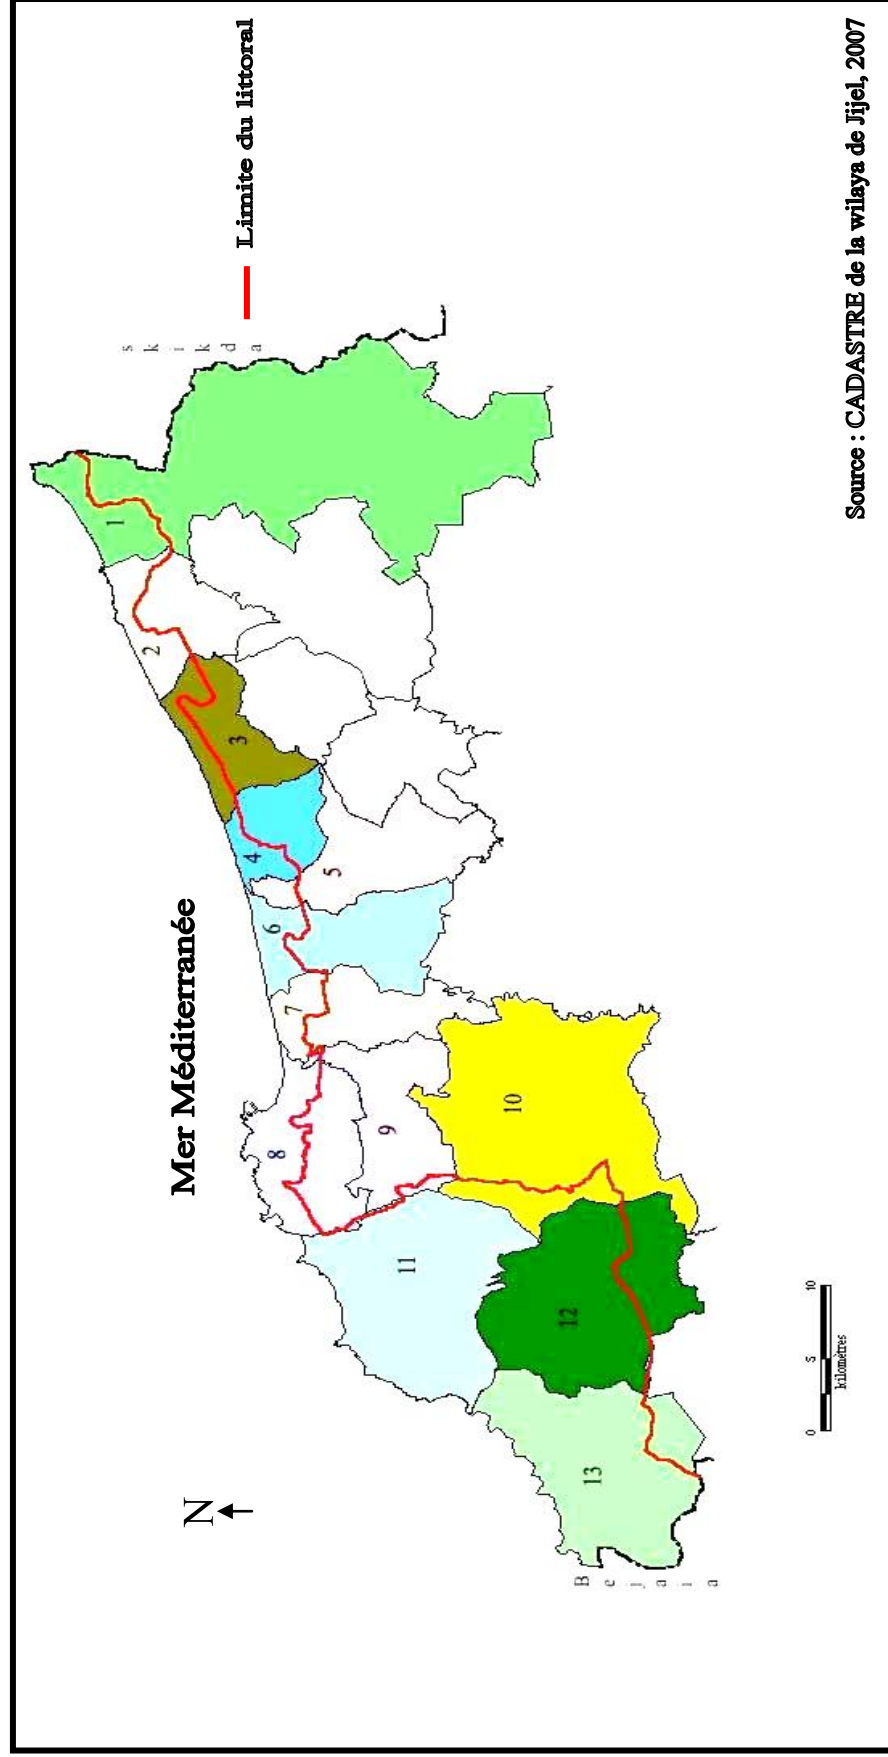 N
Mer Méditerranée
Limite du littoral
s
k
i
k
d
a
1
2
3
4
5
6
7
8
9
10
11
12
13
B
e
j
a
i
a
0 5 10
kilomètres
Source : CADASTRE de la wilaya de Jijel, 2007